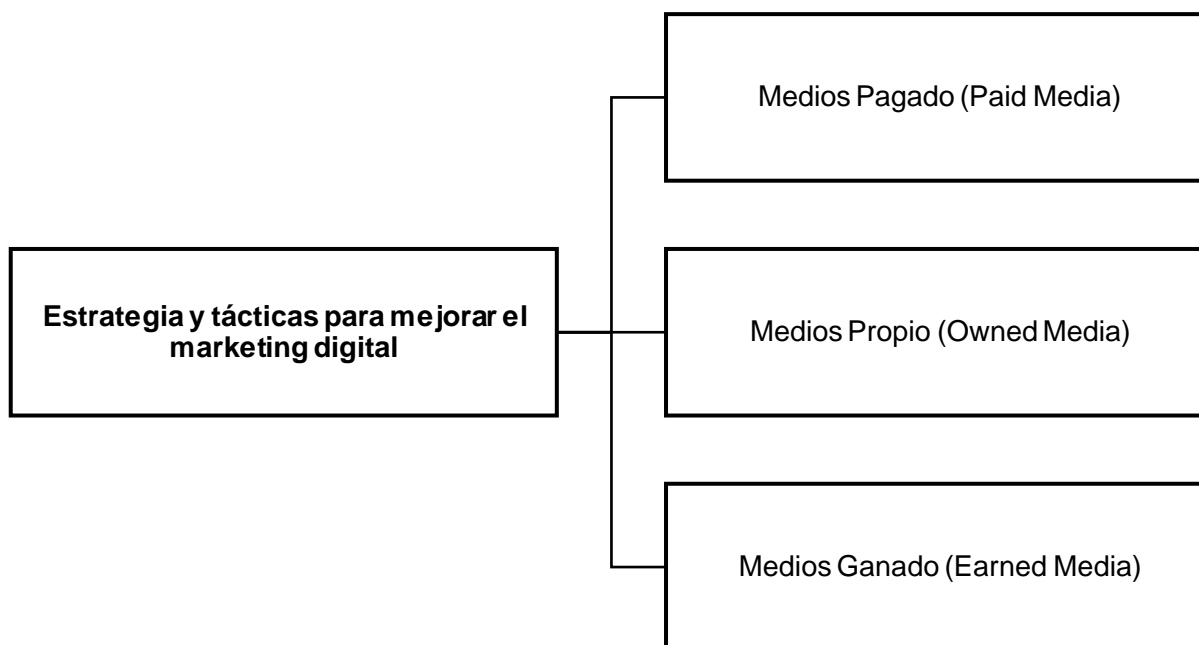 Medios Pagado (Paid Media)
Estrategia y tácticas para mejorar el
marketing digital
Medios Propio (Owned Media)
Medios Ganado (Earned Media)